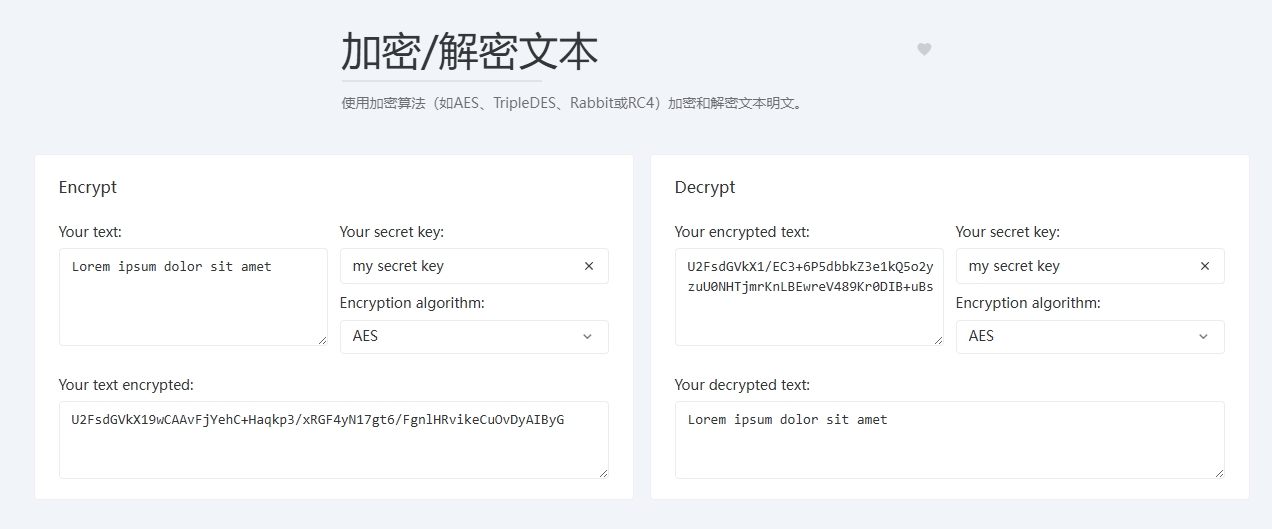 加密/解密文本
使用加密算法（如AES、TripleDES、Rabbit或RC4）加密和解密文本明文。
Encrypt
Your text:
Lorem ipsum dolor sit amet
Your secret key:
my secret key
Encryption algorithm:
AES
Your text encrypted:
U2FsdGVkX19wCAAvFjYehC+Haqkp3/xRGF4yN17gt6/FgnlHRvikeCuOvDyAIByG
Decrypt
Your encrypted text:
U2FsdGVkX1/EC3+6P5dbbkZ3e1kQ5o2y
zuU0NHTjmrKnLBEwreV489Kr0DIB+uBs
Your secret key:
my secret key
Encryption algorithm:
AES
Your decrypted text:
Lorem ipsum dolor sit amet